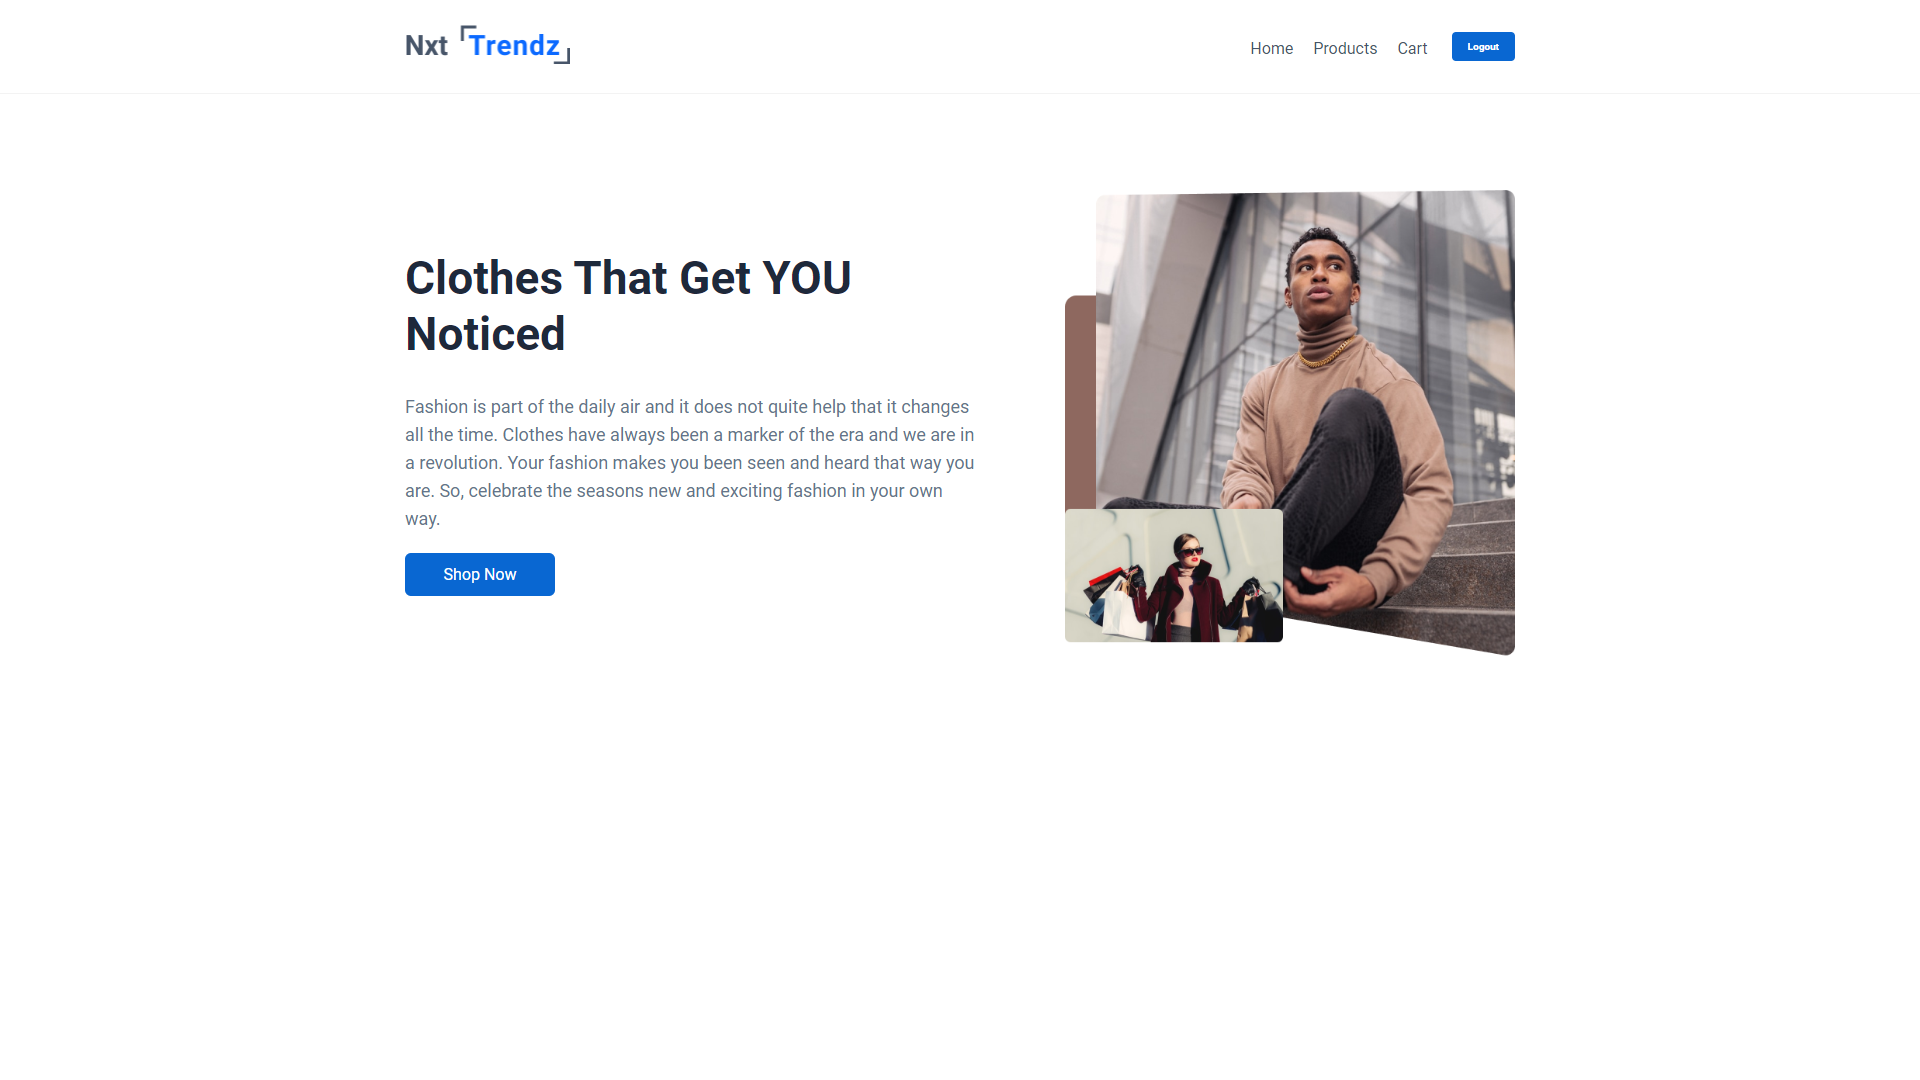 Nxt Trendz
Home Products Cart Logout
Clothes That Get YOU
Noticed
Fashion is part of the daily air and it does not quite help that it changes
all the time. Clothes have always been a marker of the era and we are in
a revolution. Your fashion makes you been seen and heard that way you
are. So, celebrate the seasons new and exciting fashion in your own
way.
Shop Now